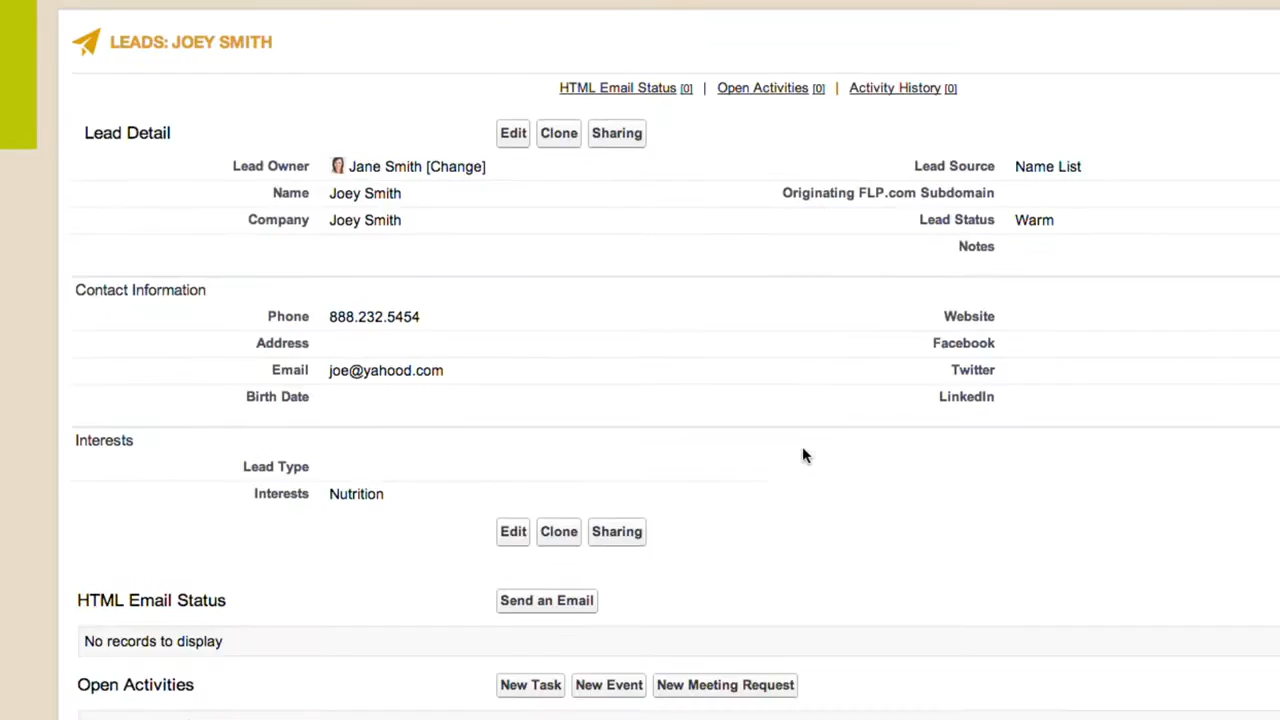 LEADS: JOEY SMITH
HTML Email Status [0] | Open Activities [0] | Activity History [0]
Lead Detail Edit Clone Sharing
Lead Owner Jane Smith [Change] Lead Source Name List
Name Joey Smith Originating FLP.com Subdomain
Company Joey Smith Lead Status Warm
Notes
Contact Information
Phone 888.232.5454 Website
Address Facebook
Email joe@yahood.com Twitter
Birth Date LinkedIn
Interests
Lead Type
Interests Nutrition
Edit Clone Sharing
HTML Email Status Send an Email
No records to display
Open Activities New Task New Event New Meeting Request